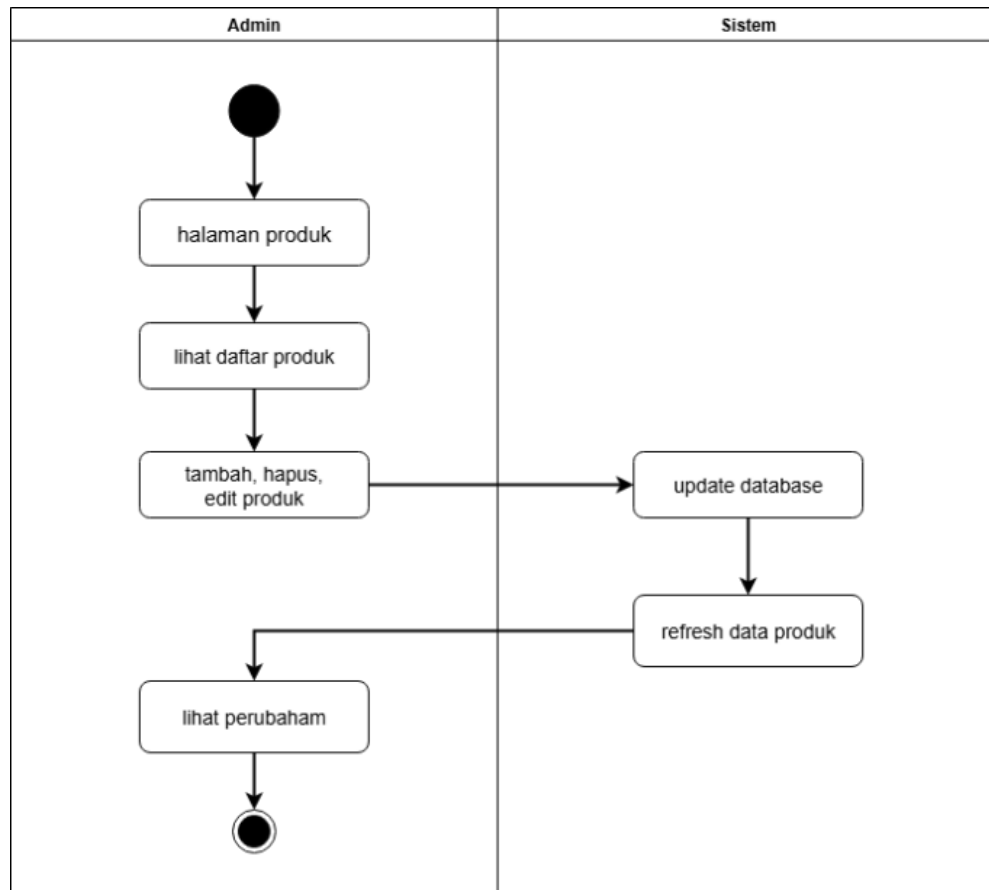 Admin
Sistem
halaman produk
lihat daftar produk
tambah, hapus,
edit produk
update database
refresh data produk
lihat perubaham